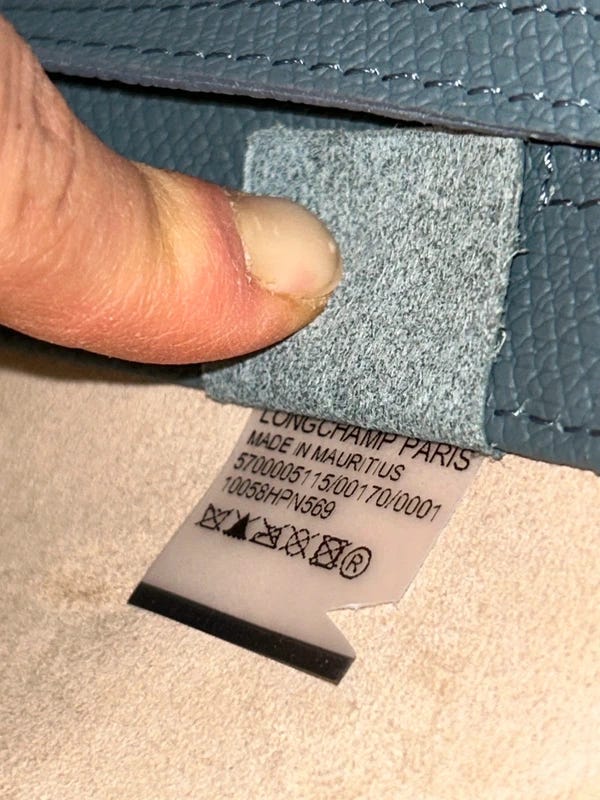 LONGCHAMP PARIS
MADE IN MAURITIUS
5700005115/00170/0001
10058HPN569
R